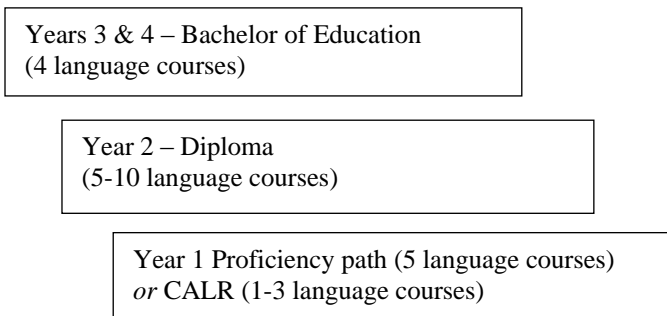 Years 3 & 4 – Bachelor of Education
(4 language courses)
Year 2 – Diploma
(5-10 language courses)
Year 1 Proficiency path (5 language courses)
or CALR (1-3 language courses)